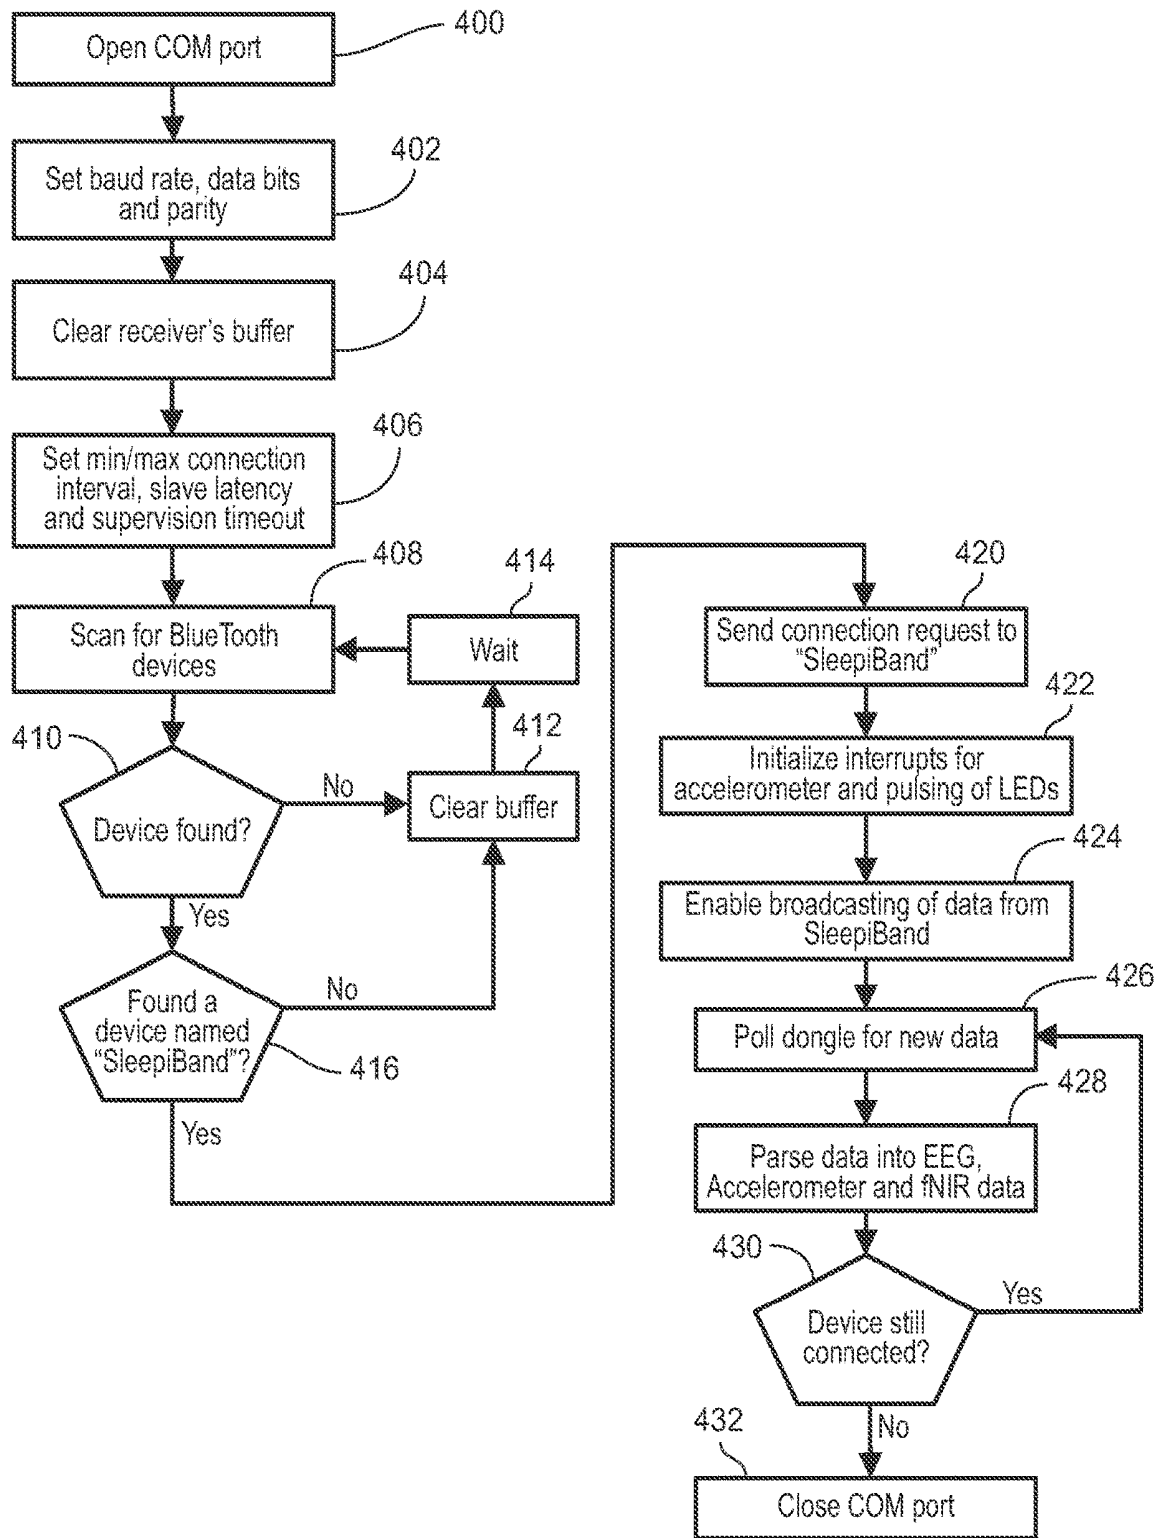 Open COM port
400
Set baud rate, data bits
and parity
402
Clear receiver's buffer
404
Set min/max connection
interval, slave latency
and supervision timeout
406
Scan for BlueTooth
devices
408
414
Wait
410
Device found?
No
412
Clear buffer
Yes
Found a
device named
“SleepiBand”?
No
416
Yes
420
Send connection request to
“SleepiBand”
422
Initialize interrupts for
accelerometer and pulsing of LEDs
424
Enable broadcasting of data from
SleepiBand
426
Poll dongle for new data
428
Parse data into EEG,
Accelerometer and fNIR data
430
Device still
connected?
Yes
No
432
Close COM port